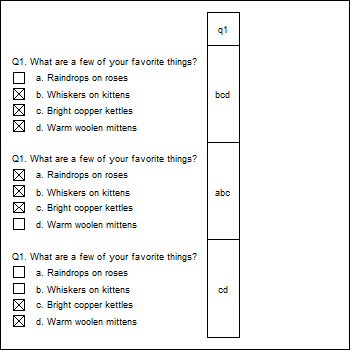 q1
Q1. What are a few of your favorite things?
a. Raindrops on roses
b. Whiskers on kittens
c. Bright copper kettles
d. Warm woolen mittens
bcd
Q1. What are a few of your favorite things?
a. Raindrops on roses
b. Whiskers on kittens
c. Bright copper kettles
d. Warm woolen mittens
abc
Q1. What are a few of your favorite things?
a. Raindrops on roses
b. Whiskers on kittens
c. Bright copper kettles
d. Warm woolen mittens
cd